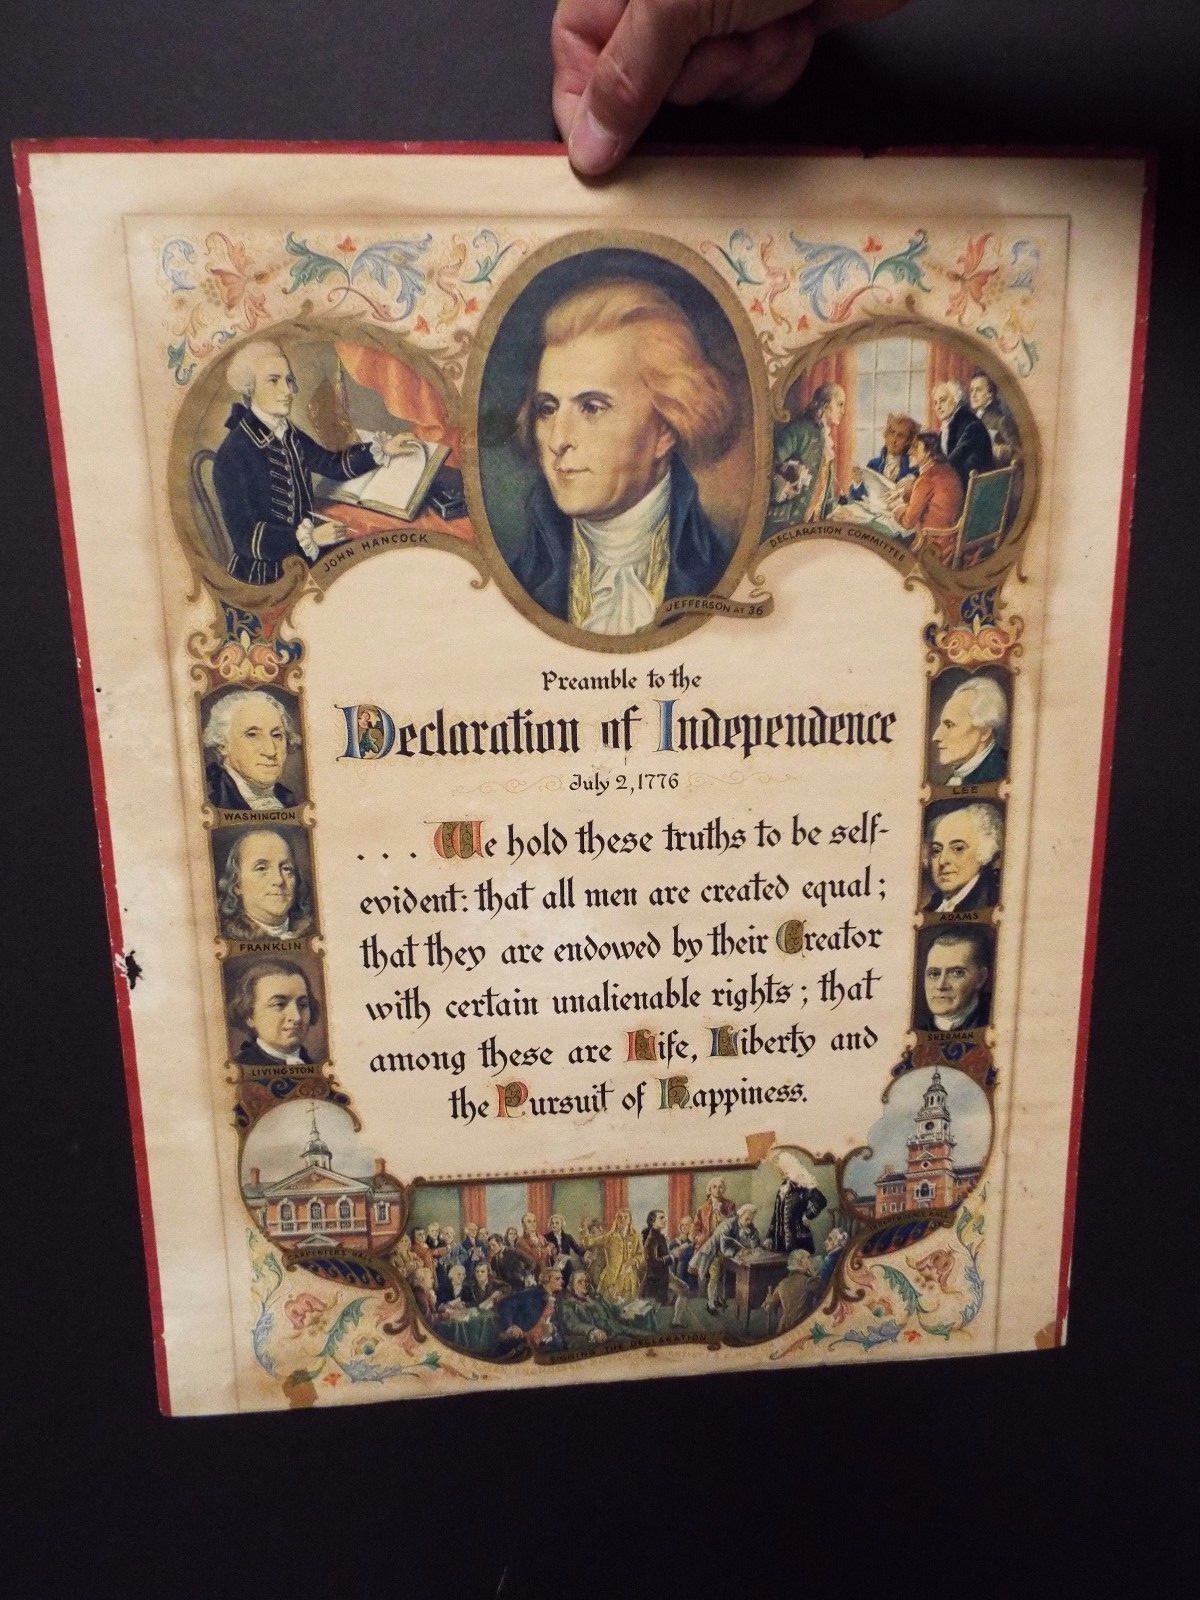 JOHN HANCOCK
DECLARATION COMMITTEE
JEFFERSON AT 36
Preamble to the
Declaration of Independence
July 2, 1776
. . . We hold these truths to be self-
evident: that all men are created equal;
that they are endowed by their Creator
with certain unalienable rights; that
among these are Life, Liberty and
the Pursuit of Happiness.
WASHINGTON
FRANKLIN
LIVINGSTON
LEE
ADAMS
SHERMAN
CARPENTERS HALL
SIGNING THE DECLARATION